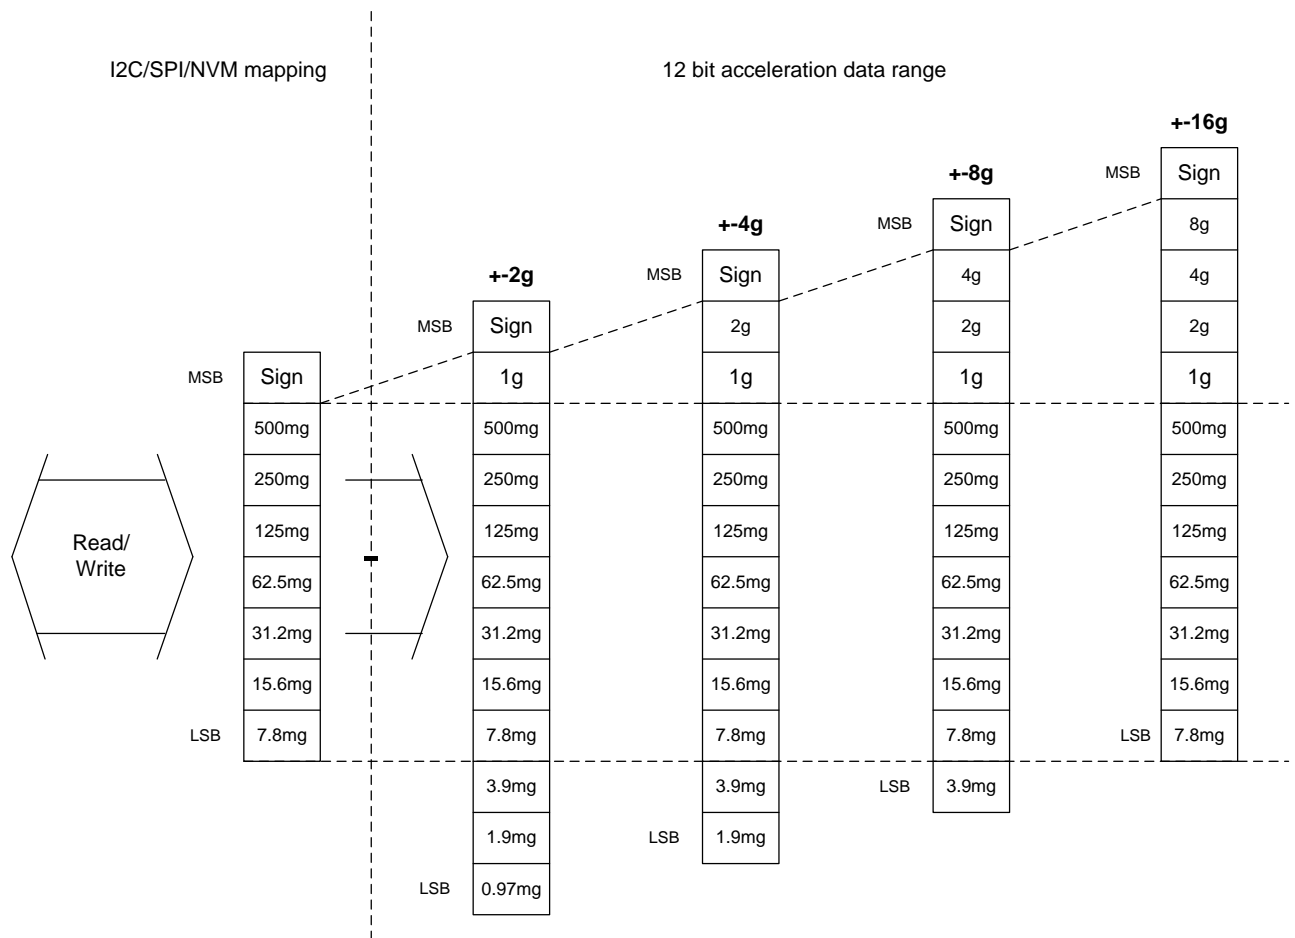 I2C/SPI/NVM mapping
12 bit acceleration data range
Read/
Write
MSB
Sign
500mg
250mg
125mg
62.5mg
31.2mg
15.6mg
LSB
7.8mg
+-2g
MSB
Sign
1g
500mg
250mg
125mg
62.5mg
31.2mg
15.6mg
7.8mg
3.9mg
1.9mg
LSB
0.97mg
+-4g
MSB
Sign
2g
1g
500mg
250mg
125mg
62.5mg
31.2mg
15.6mg
7.8mg
3.9mg
LSB
1.9mg
+-8g
MSB
Sign
4g
2g
1g
500mg
250mg
125mg
62.5mg
31.2mg
15.6mg
7.8mg
LSB
3.9mg
+-16g
MSB
Sign
8g
4g
2g
1g
500mg
250mg
125mg
62.5mg
31.2mg
15.6mg
LSB
7.8mg